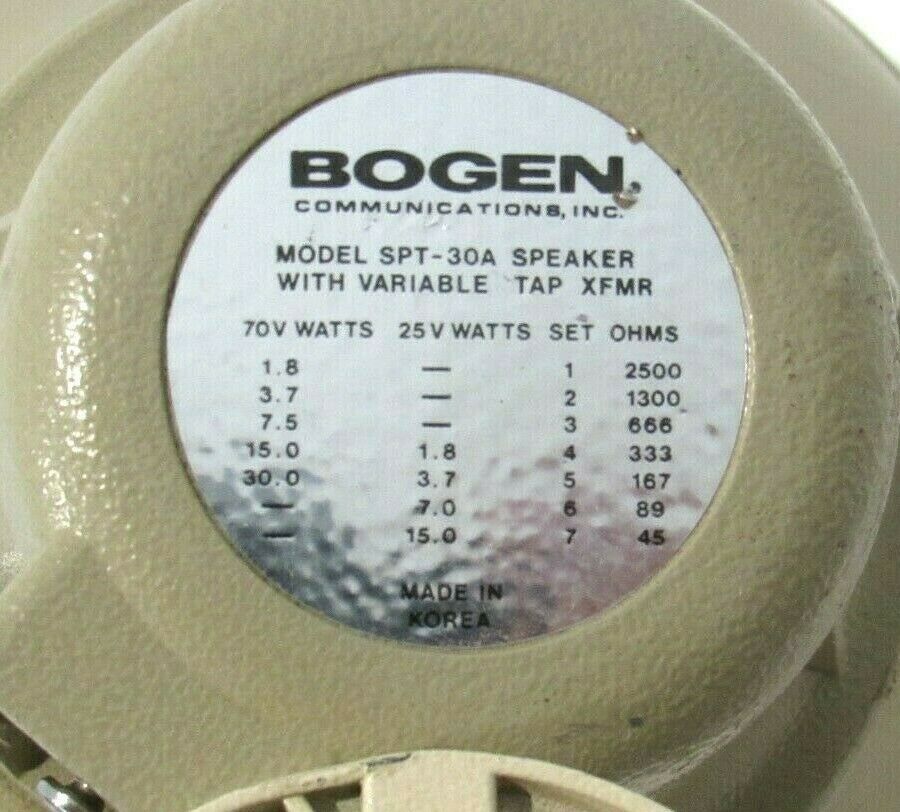 BOGEN
COMMUNICATIONS, INC.
MODEL SPT-30A SPEAKER
WITH VARIABLE TAP XFMR
70V WATTS 25V WATTS SET OHMS
1.8 — 1 2500
3.7 — 2 1300
7.5 — 3 666
15.0 1.8 4 333
30.0 3.7 5 167
— 7.0 6 89
— 15.0 7 45
MADE IN
KOREA